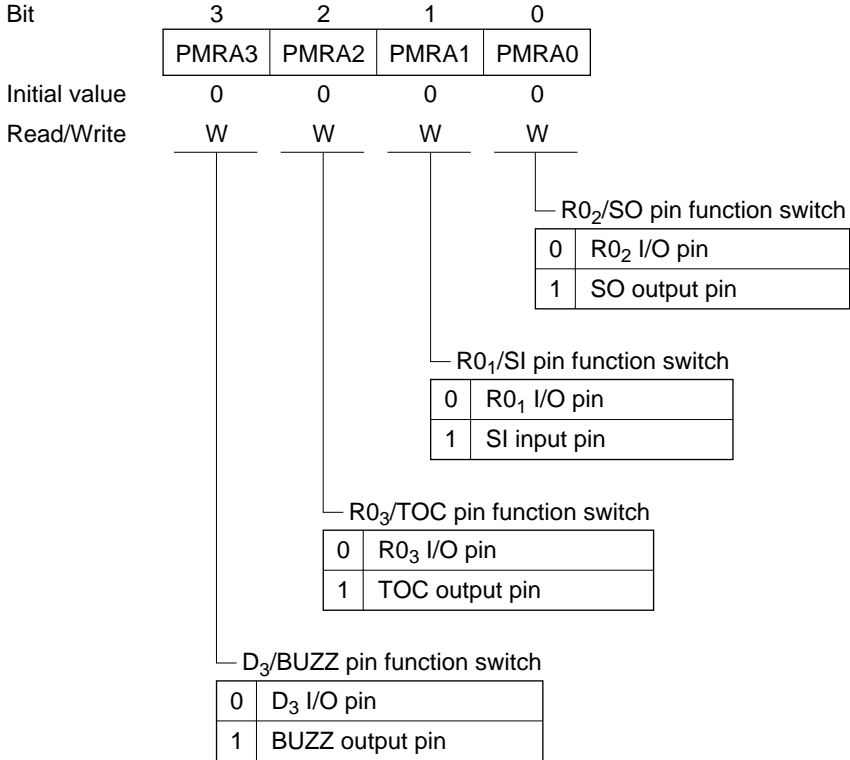 Bit 3 2 1 0
PMRA3 PMRA2 PMRA1 PMRA0
Initial value 0 0 0 0
Read/Write W W W W
R0₂/SO pin function switch
0 R0₂ I/O pin
1 SO output pin
R0₁/SI pin function switch
0 R0₁ I/O pin
1 SI input pin
R0₃/TOC pin function switch
0 R0₃ I/O pin
1 TOC output pin
D₃/BUZZ pin function switch
0 D₃ I/O pin
1 BUZZ output pin